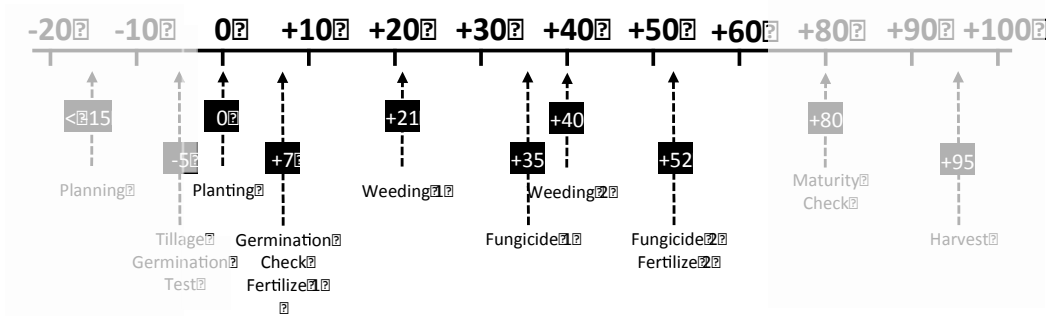 -20 -10 0 +10 +20 +30 +40 +50 +60 +80 +90 +100
<-15 0 +21 +40 +80
-5 +7 +35 +52 +95
Planning Planting Weeding 1 Weeding 2 Maturity
Check
Tillage Germination Fungicide 1 Fungicide 2 Harvest
Germination Check Fertilize 2
Test Fertilize 1